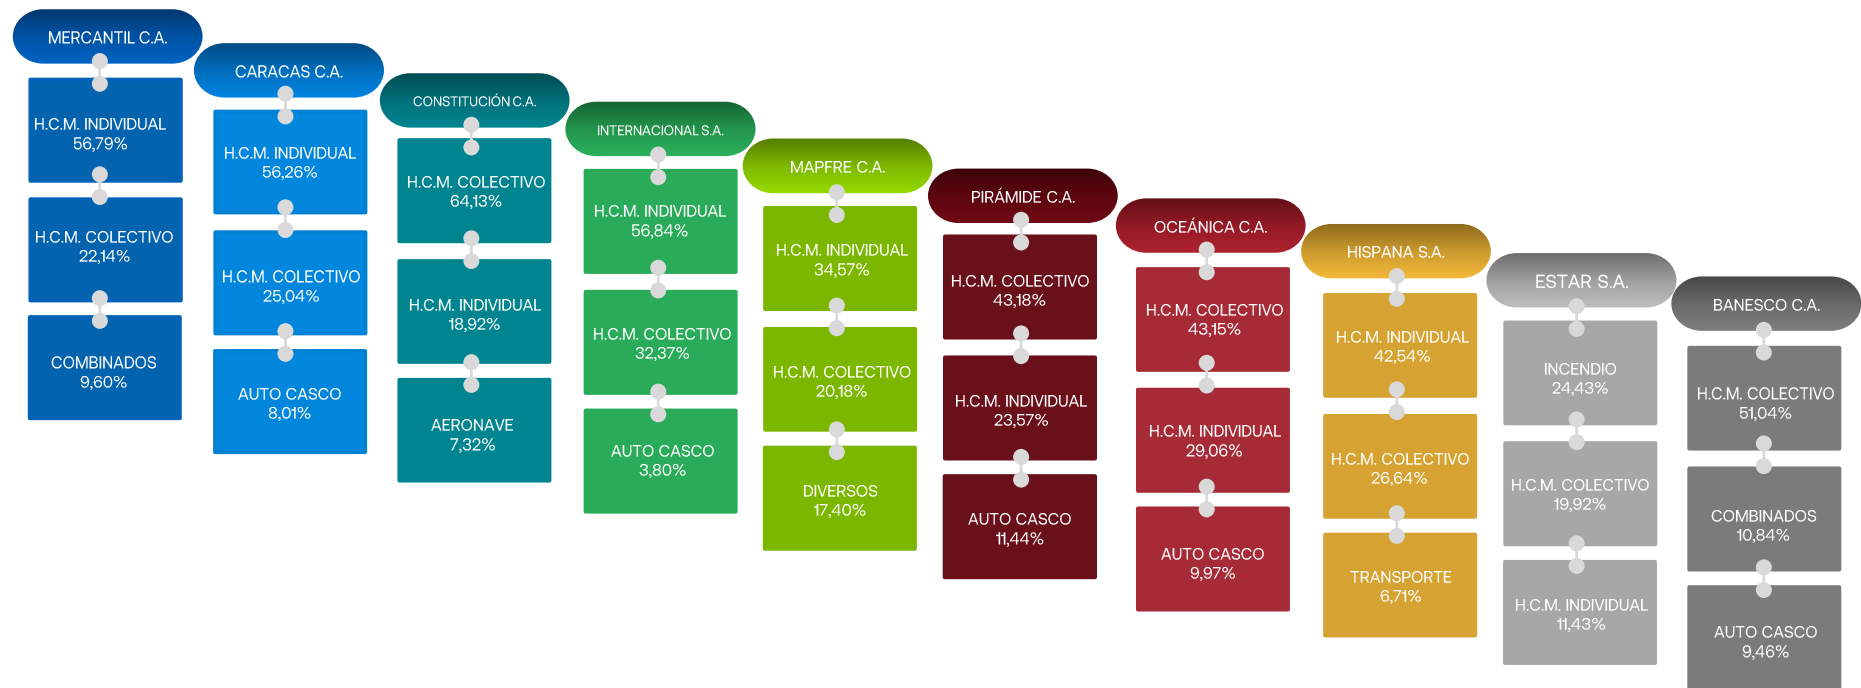 MERCANTIL C.A.
H.C.M. INDIVIDUAL
56,79%
H.C.M. COLECTIVO
22,14%
COMBINADOS
9,60%
CARACAS C.A.
H.C.M. INDIVIDUAL
56,26%
H.C.M. COLECTIVO
25,04%
AUTO CASCO
8,01%
CONSTITUCIÓN C.A.
H.C.M. COLECTIVO
64,13%
H.C.M. INDIVIDUAL
18,92%
AERONAVE
7,32%
INTERNACIONAL S.A.
H.C.M. INDIVIDUAL
56,84%
H.C.M. COLECTIVO
32,37%
AUTO CASCO
3,80%
MAPFRE C.A.
H.C.M. INDIVIDUAL
34,57%
H.C.M. COLECTIVO
20,18%
DIVERSOS
17,40%
PIRÁMIDE C.A.
H.C.M. COLECTIVO
43,18%
H.C.M. INDIVIDUAL
23,57%
AUTO CASCO
11,44%
OCEÁNICA C.A.
H.C.M. COLECTIVO
43,15%
H.C.M. INDIVIDUAL
29,06%
AUTO CASCO
9,97%
HISPANA S.A.
H.C.M. INDIVIDUAL
42,54%
H.C.M. COLECTIVO
26,64%
TRANSPORTE
6,71%
ESTAR S.A.
INCENDIO
24,43%
H.C.M. COLECTIVO
19,92%
H.C.M. INDIVIDUAL
11,43%
BANESCO C.A.
H.C.M. COLECTIVO
51,04%
COMBINADOS
10,84%
AUTO CASCO
9,46%